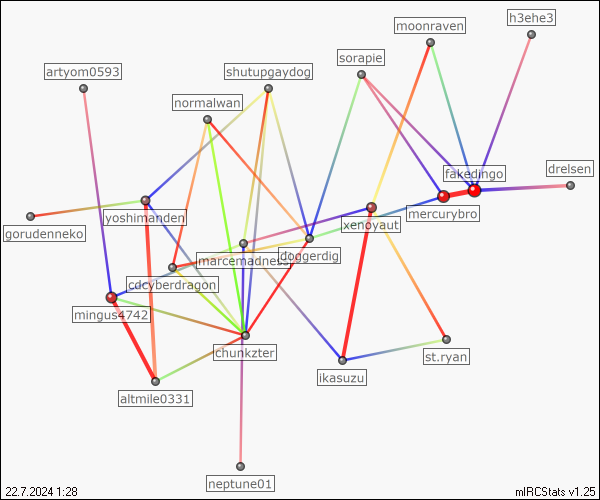 h3ehe3
moonraven
sorapie
artyom0593
shutupgaydog
normalwan
drelsen
fakedingo
mercurybro
yoshimanden
xenoyaut
gorudenneko
doggerdig
cdcyberdragon
mingus4742
chunkzter
st.ryan
ikasuzu
altmile0331
neptune01
22.7.2024 1:28
mIRCStats v1.25